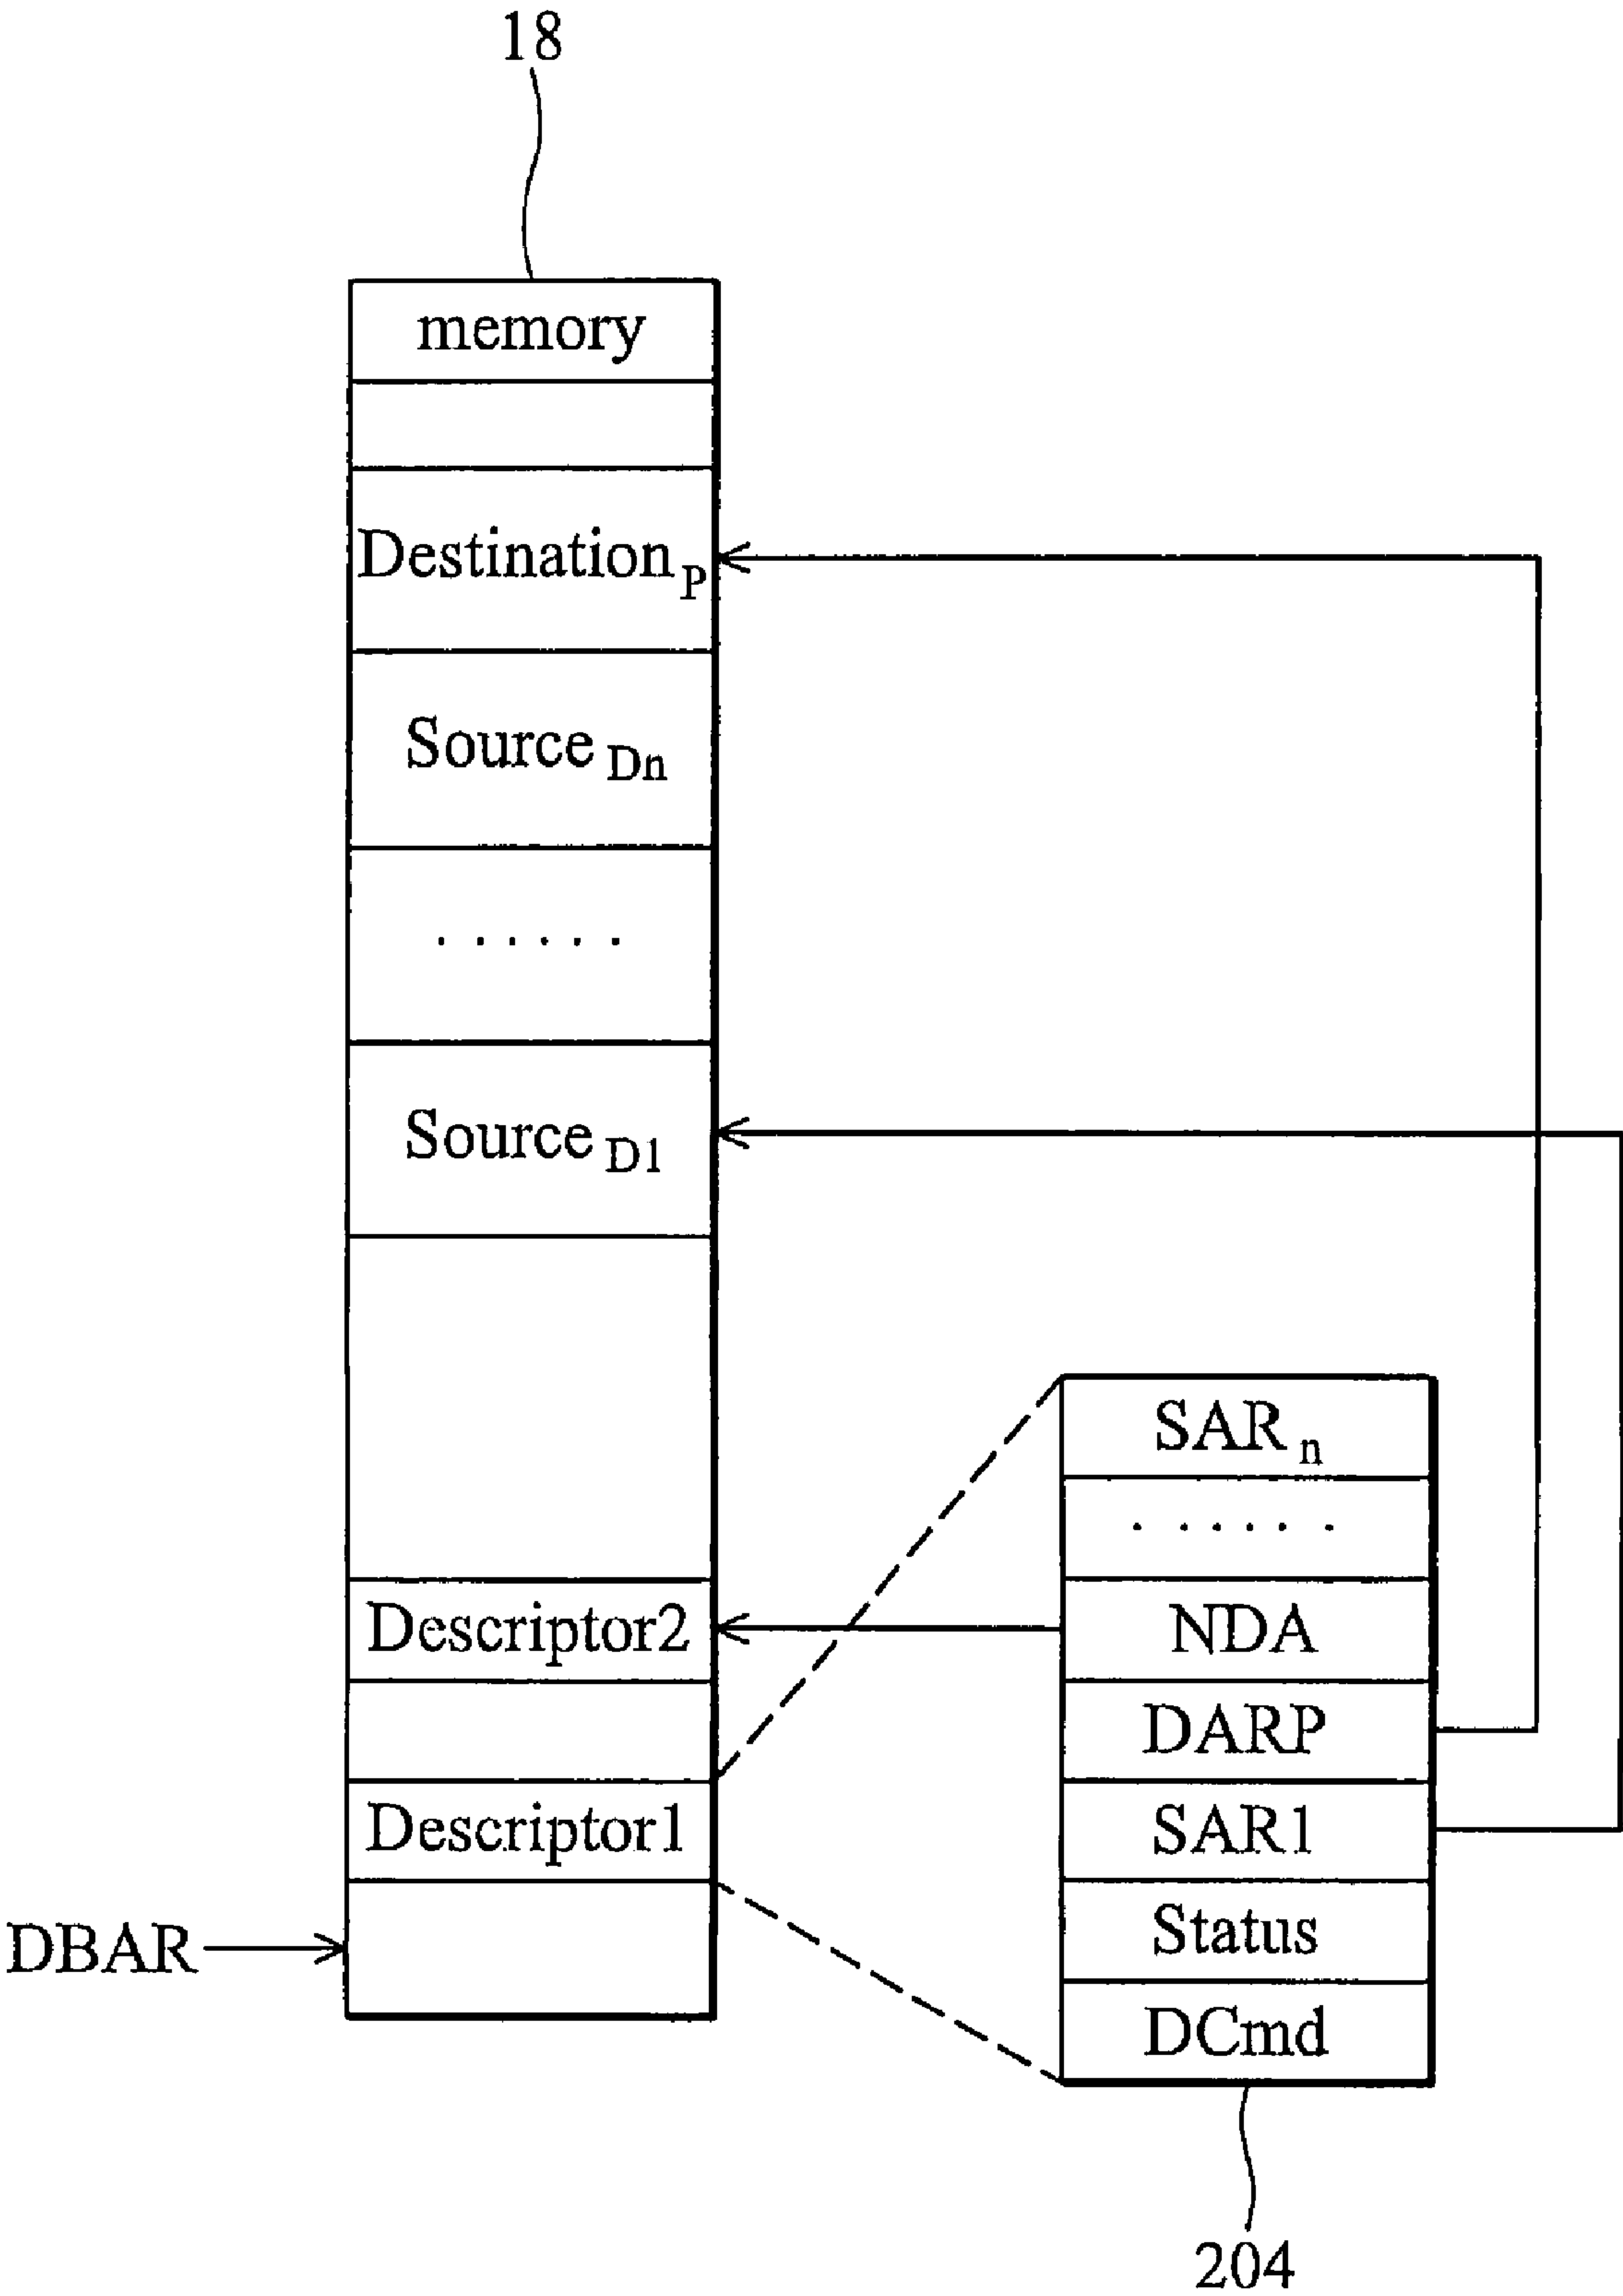 18
memory
Destination P
Source Dn
. . . . . .
Source D1
Descriptor2
Descriptor1
DBAR
SAR n
. . . . . .
NDA
DARP
SAR1
Status
DCmd
204